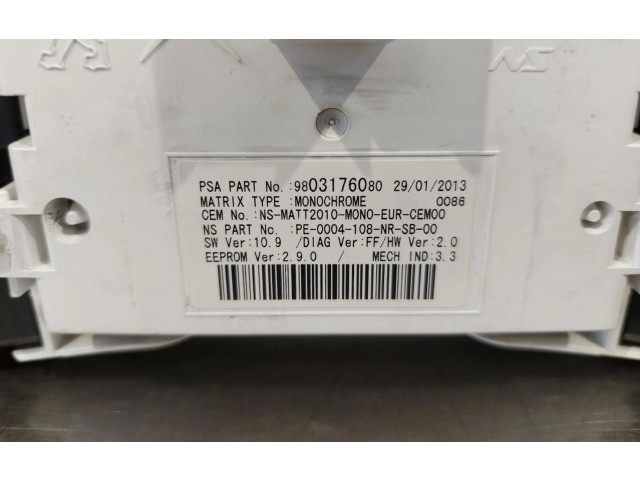 NS
PSA PART No.:9803176080 29/01/2013
MATRIX TYPE :MONOCHROME 0086
CEM No. :NS-MATT2010-MONO-EUR-CEM00
NS PART No. :PE-0004-108-NR-SB-00
SW Ver:10.9 /DIAG Ver:FF/HW Ver:2.0
EEPROM Ver:2.9.0 / MECH IND:3.3